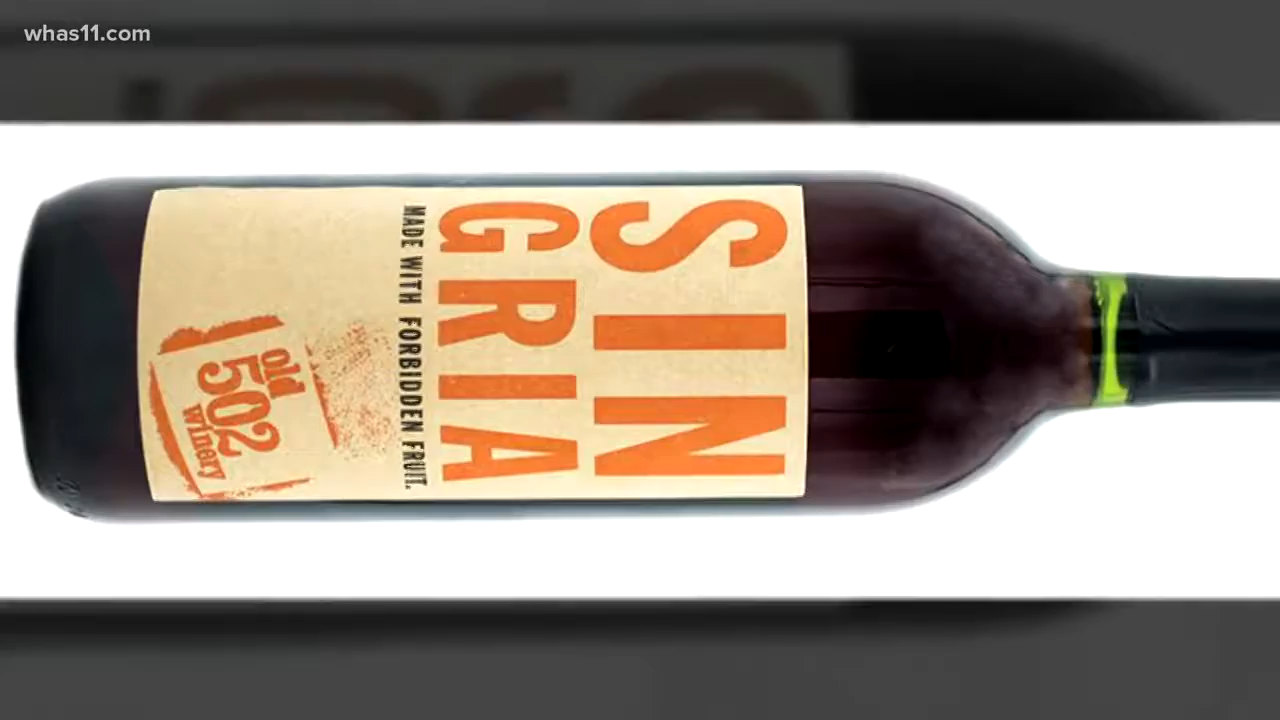 whas11.com
SIN
GRIA
MADE WITH FORBIDDEN FRUIT.
old
502
winery